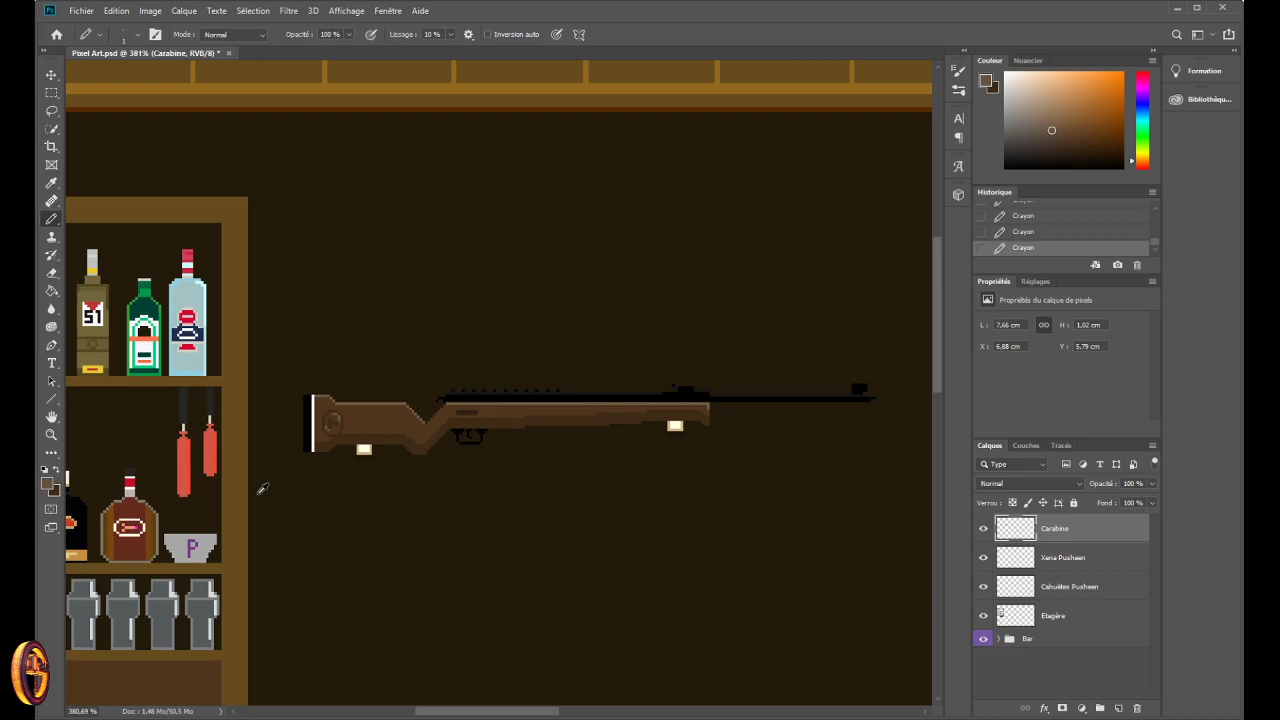 Ps Fichier Edition Image Calque Texte Sélection Filtre 3D Affichage Fenêtre Aide
1 Mode : Normal Opacité : 100 % Lissage : 10 % Inversion auto
Pixel Art.psd @ 381% (Carabine, RVB/8) * ×
Couleur Nuancier
Formation
Bibliothèqu...
Historique
Crayon
Crayon
Crayon
Crayon
Propriétés Réglages
Propriétés du calque de pixels
L : 7,66 cm H : 1,02 cm
X : 6,88 cm Y : 5,79 cm
51
P
Calques Couches Tracés
Type
Normal Opacité : 100 %
Verrou : Fond : 100 %
Carabine
Xena Pusheen
Cahuètes Pusheen
Etagère
Bar
380,69 % Doc : 1,48 Mo/50,5 Mo